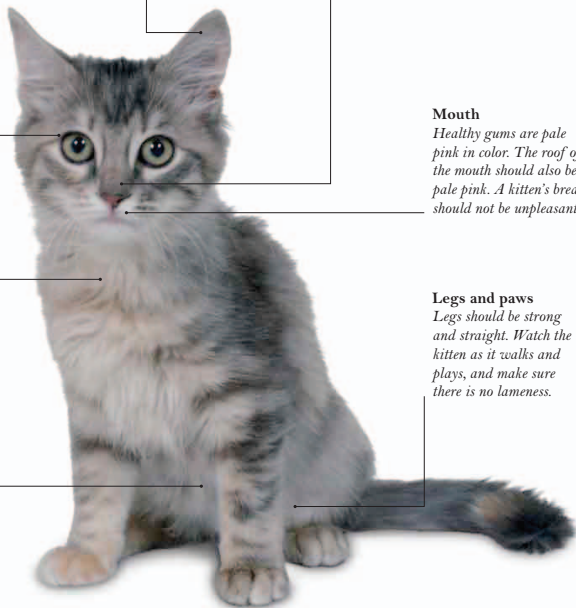 Mouth
Healthy gums are pale
pink in color. The roof
the mouth should also be
pale pink. A kitten's
should not be unpleasant
Legs and paws
Legs should be strong
and straight. Watch the
kitten as it walks and
plays, and make sure
there is no lameness.